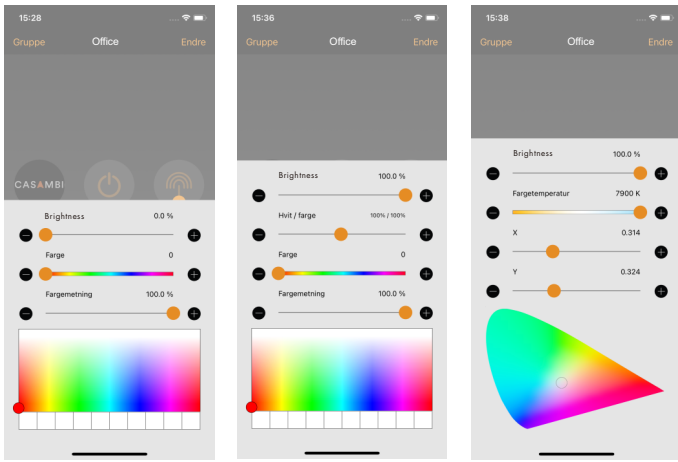 15:28
Gruppe Office Endre
CASAMBI
Brightness 0.0 %
Farge 0
Fargemetning 100.0 %
15:36
Gruppe Office Endre
Brightness 100.0 %
Hvit / farge 100% / 100%
Farge 0
Fargemetning 100.0 %
15:38
Gruppe Office Endre
Brightness 100.0 %
Fargetemperatur 7900 K
X 0.314
Y 0.324